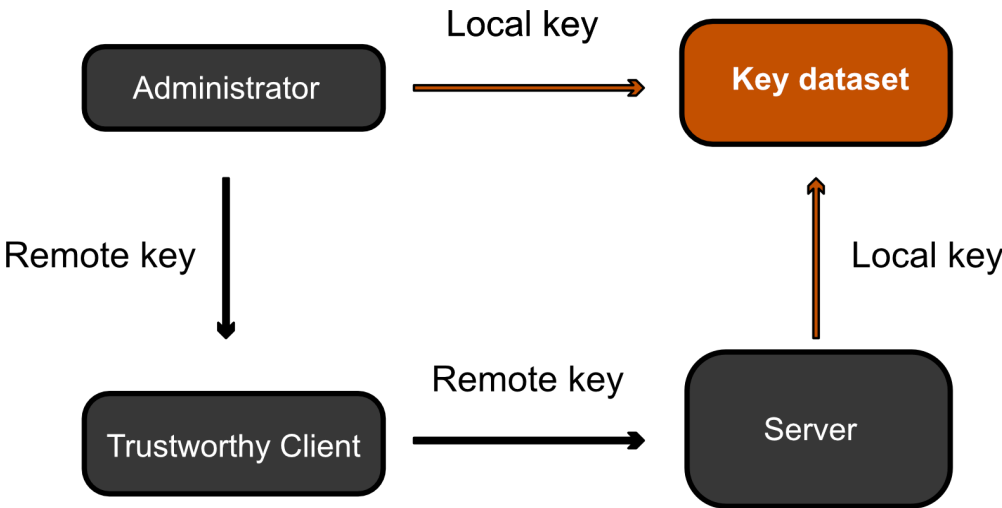 Local key
Administrator
Key dataset
Remote key
Local key
Remote key
Trustworthy Client
Server